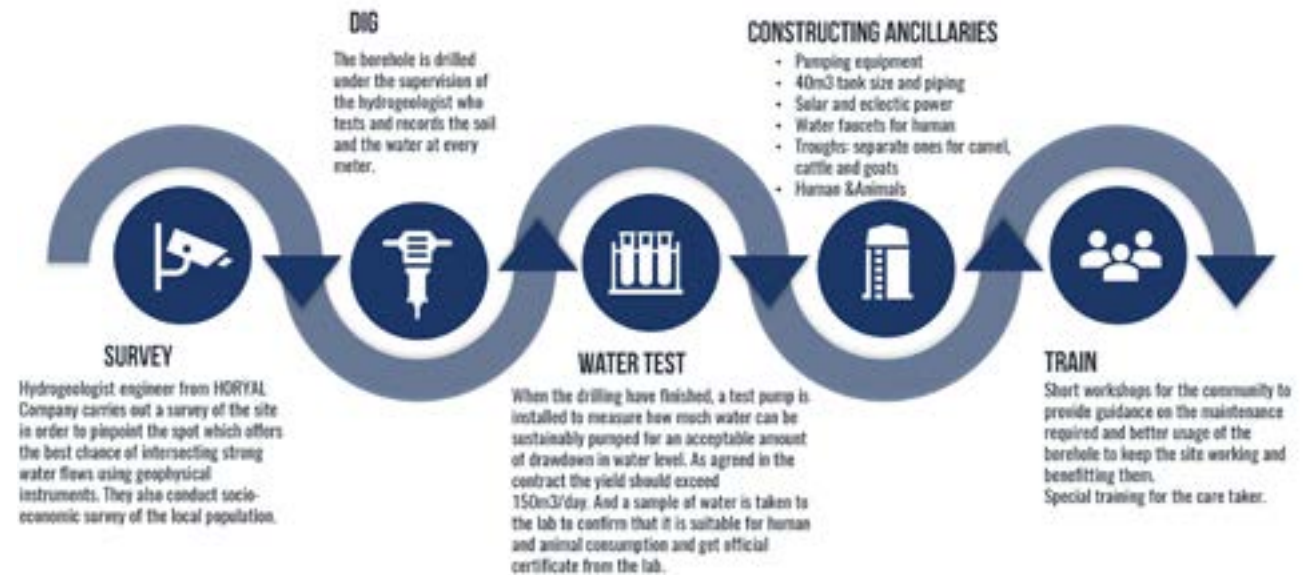 SURVEY
Hydrogeologist engineer from HORYAL
Company carries out a survey of the site
in order to pinpoint the spot which offers
the best chance of intersecting strong
water flows using geophysical
instruments. They also conduct socio-
economic survey of the local population.
DIG
The borehole is drilled
under the supervision of
the hydrogeologist who
tests and records the soil
and the water at every
meter.
WATER TEST
When the drilling have finished, a test pump is
installed to measure how much water can be
sustainably pumped for an acceptable amount
of drawdown in water level. As agreed in the
contract the yield should exceed
150m3/day. And a sample of water is taken to
the lab to confirm that it is suitable for human
and animal consumption and get official
certificate from the lab.
CONSTRUCTING ANCILLARIES
• Pumping equipment
• 40m3 tank size and piping
• Solar and eclectic power
• Water faucets for human
• Troughs: separate ones for camel,
cattle and goats
• Human &Animals
TRAIN
Short workshops for the community to
provide guidance on the maintenance
required and better usage of the
borehole to keep the site working and
benefitting them.
Special training for the care taker.